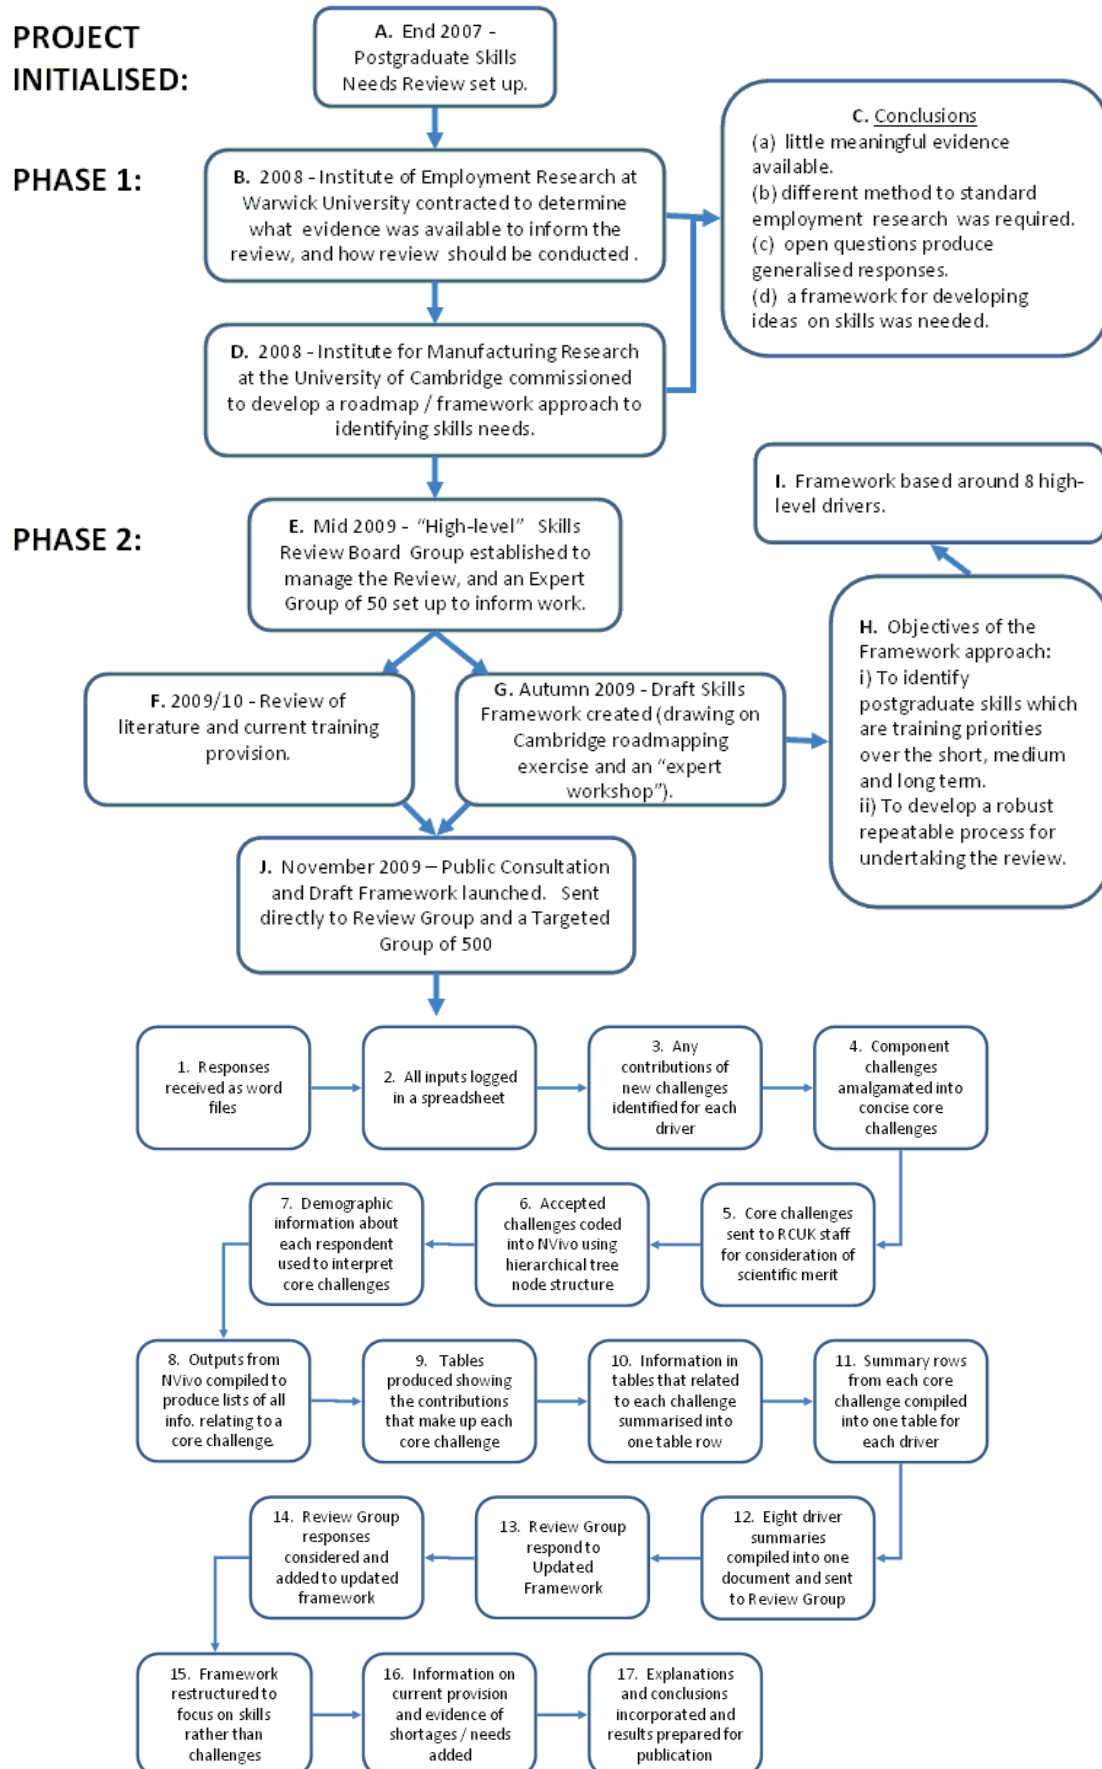 PROJECT
INITIALISED:
A. End 2007 -
Postgraduate Skills
Needs Review set up.
PHASE 1:
B. 2008 - Institute of Employment Research at
Warwick University contracted to determine
what evidence was available to inform the
review, and how review should be conducted .
C. Conclusions
(a) little meaningful evidence
available.
(b) different method to standard
employment research was required.
(c) open questions produce
generalised responses.
(d) a framework for developing
ideas on skills was needed.
D. 2008 - Institute for Manufacturing Research
at the University of Cambridge commissioned
to develop a roadmap / framework approach to
identifying skills needs.
PHASE 2:
E. Mid 2009 - “High-level” Skills
Review Board Group established to
manage the Review, and an Expert
Group of 50 set up to inform work.
I. Framework based around 8 high-
level drivers.
F. 2009/10 - Review of
literature and current training
provision.
G. Autumn 2009 - Draft Skills
Framework created (drawing on
Cambridge roadmapping
exercise and an “expert
workshop”).
H. Objectives of the
Framework approach:
i) To identify
postgraduate skills which
are training priorities
over the short, medium
and long term.
ii) To develop a robust
repeatable process for
undertaking the review.
J. November 2009 – Public Consultation
and Draft Framework launched. Sent
directly to Review Group and a Targeted
Group of 500
1. Responses
received as word
files
2. All inputs logged
in a spreadsheet
3. Any
contributions of
new challenges
identified for each
driver
4. Component
challenges
amalgamated into
concise core
challenges
5. Core challenges
sent to RCUK staff
for consideration of
scientific merit
6. Accepted
challenges coded
into NVivo using
hierarchical tree
node structure
7. Demographic
information about
each respondent
used to interpret
core challenges
8. Outputs from
NVivo compiled to
produce lists of all
info. relating to a
core challenge.
9. Tables
produced showing
the contributions
that make up each
core challenge
10. Information in
tables that related
to each challenge
summarised into
one table row
11. Summary rows
from each core
challenge compiled
into one table for
each driver
12. Eight driver
summaries
compiled into one
document and sent
to Review Group
13. Review Group
respond to
Updated
Framework
14. Review Group
responses
considered and
added to updated
framework
15. Framework
restructured to
focus on skills
rather than
challenges
16. Information on
current provision
and evidence of
shortages / needs
added
17. Explanations
and conclusions
incorporated and
results prepared for
publication